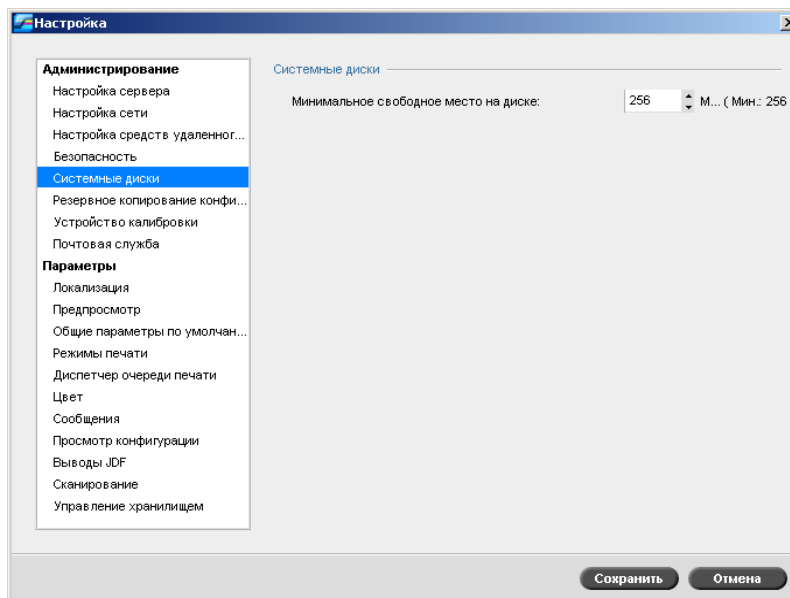 Настройка
Администрирование
Настройка сервера
Настройка сети
Настройка средств удаленног...
Безопасность
Системные диски
Резервное копирование конфи...
Устройство калибровки
Почтовая служба
Параметры
Локализация
Предпросмотр
Общие параметры по умолчан...
Режимы печати
Диспетчер очереди печати
Цвет
Сообщения
Просмотр конфигурации
Выводы JDF
Сканирование
Управление хранилищем
Системные диски
Минимальное свободное место на диске: 256 М... ( Мин.: 256
Сохранить Отмена